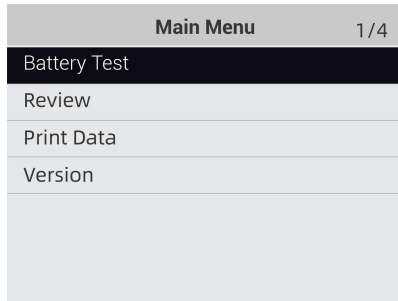 Main Menu 1/4
Battery Test
Review
Print Data
Version